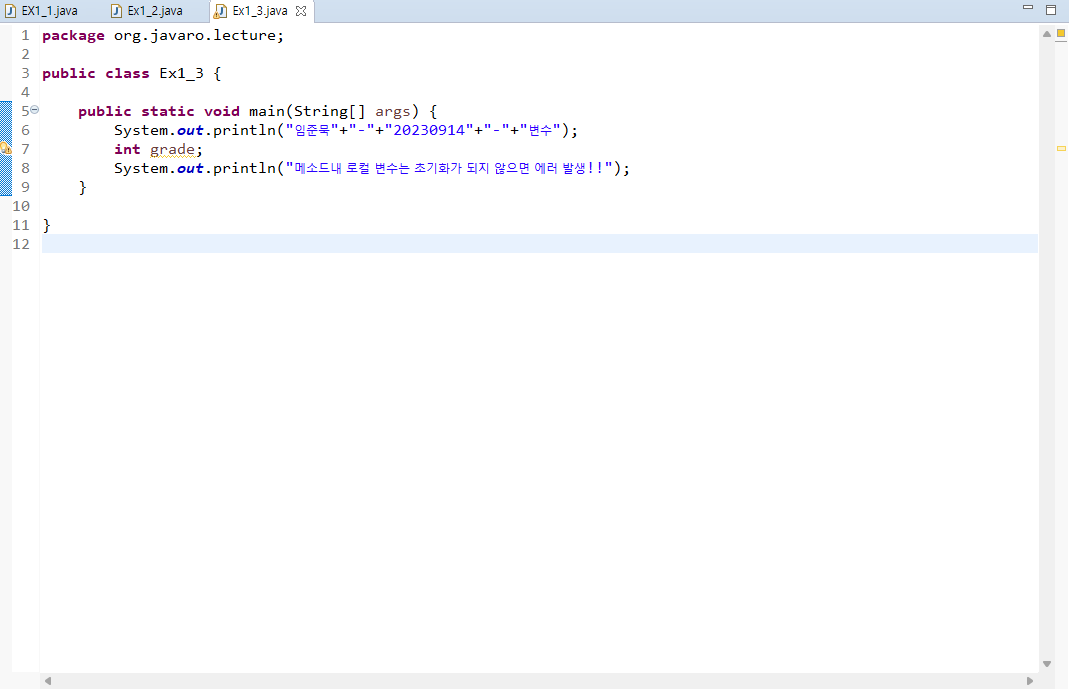 EX1_1.java Ex1_2.java Ex1_3.java
1 package org.javaro.lecture;
2
3 public class Ex1_3 {
4
5 public static void main(String[] args) {
6 System.out.println("임준묵"+"-"+"20230914"+"-"+"변수");
7 int grade;
8 System.out.println("메소드내 로컬 변수는 초기화가 되지 않으면 에러 발생!!");
9 }
10
11 }
12